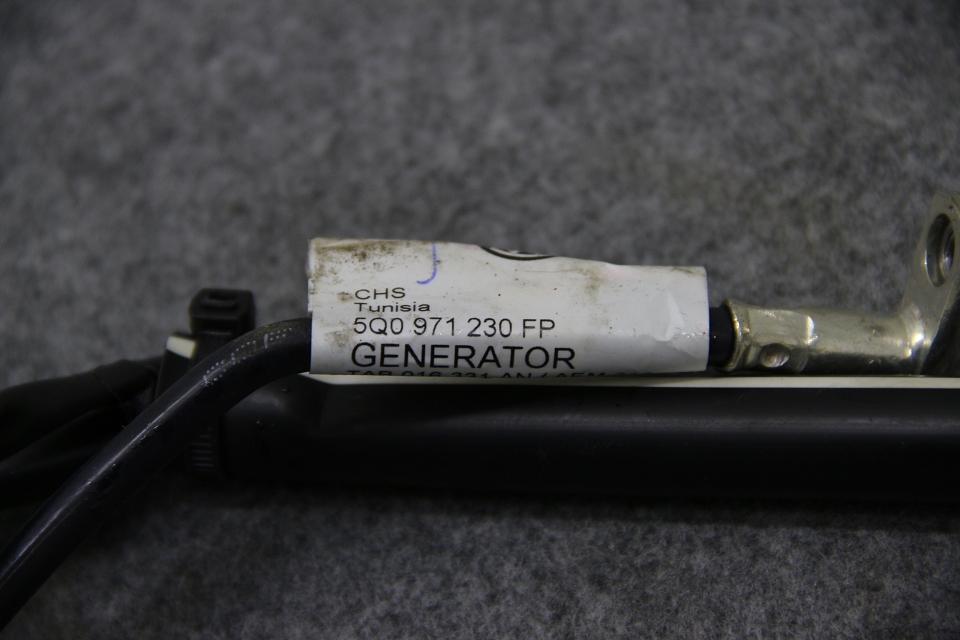 CHS
Tunisia
5Q0 971 230 FP
GENERATOR